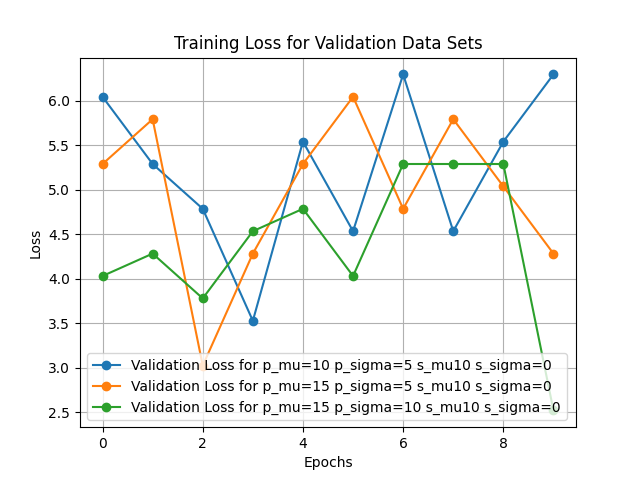 Training Loss for Validation Data Sets
6.0
5.5
5.0
4.5
4.0
3.5
3.0
2.5
Loss
Validation Loss for p_mu=10 p_sigma=5 s_mu10 s_sigma=0
Validation Loss for p_mu=15 p_sigma=5 s_mu10 s_sigma=0
Validation Loss for p_mu=15 p_sigma=10 s_mu10 s_sigma=0
0 2 4 6 8
Epochs